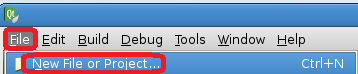 File Edit Build Debug Tools Window Help
New File or Project... Ctrl+N